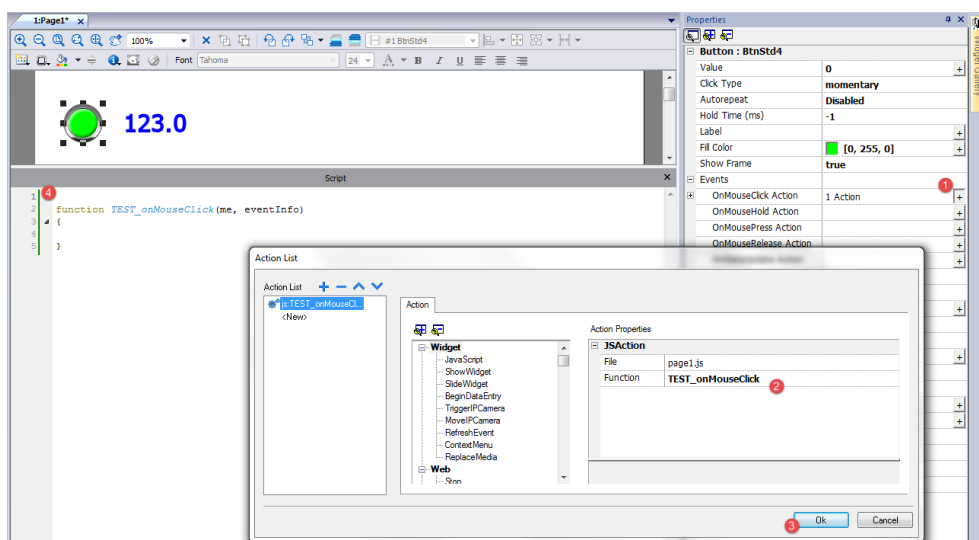 1:Page1* x
100%
#1 BtnStd4
Font Tahoma
24
A B I U
123.0
Script
1 4
2 function TEST_onMouseClick(me, eventInfo)
3 {
4
5 }
Properties
Button : BtnStd4
Value 0 +
Click Type momentary
Autorepeat Disabled
Hold Time (ms) -1
Label +
Fill Color [0, 255, 0] +
Show Frame true
Events
1
OnMouseClick Action 1 Action +
OnMouseHold Action +
OnMousePress Action +
OnMouseRelease Action +
Widget Gallery
Action List
Action List
js:TEST_onMouseCl...
<New>
Action
Widget
JavaScript
ShowWidget
SlideWidget
BeginDataEntry
TriggerIPCamera
MoveIPCamera
RefreshEvent
ContextMenu
ReplaceMedia
Web
Stop
Action Properties
JSAction
File page1.js
Function TEST_onMouseClick
2
3
Ok
Cancel